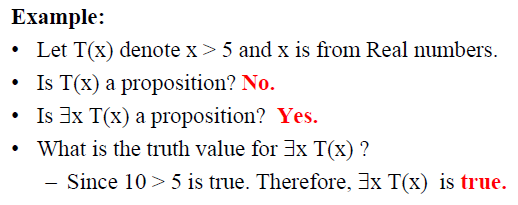 Example:
• Let T(x) denote x > 5 and x is from Real numbers.
• Is T(x) a proposition? No.
• Is ∃x T(x) a proposition? Yes.
• What is the truth value for ∃x T(x) ?
– Since 10 > 5 is true. Therefore, ∃x T(x) is true.